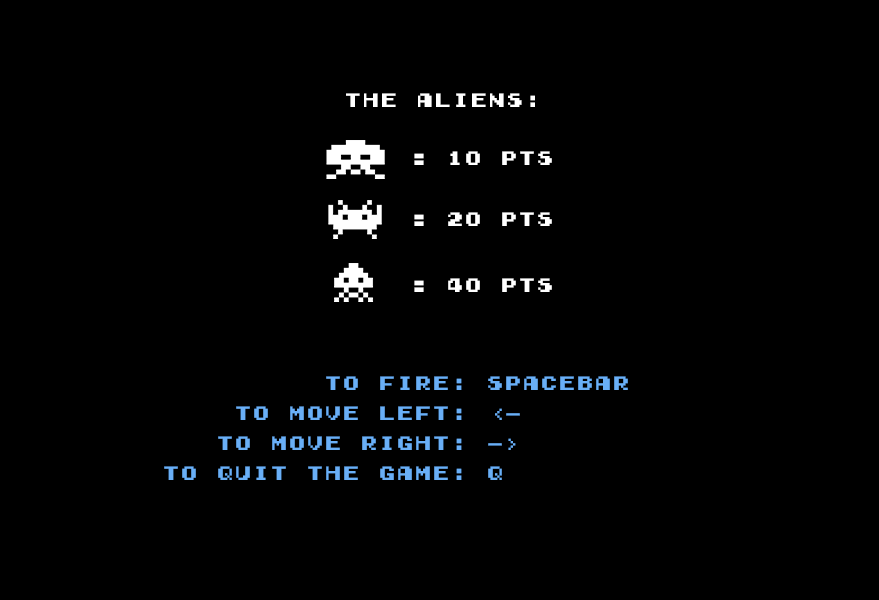 THE ALIENS:
= 10 PTS
= 20 PTS
= 40 PTS
TO FIRE: SPACEBAR
TO MOVE LEFT: <-
TO MOVE RIGHT: ->
TO QUIT THE GAME: Q